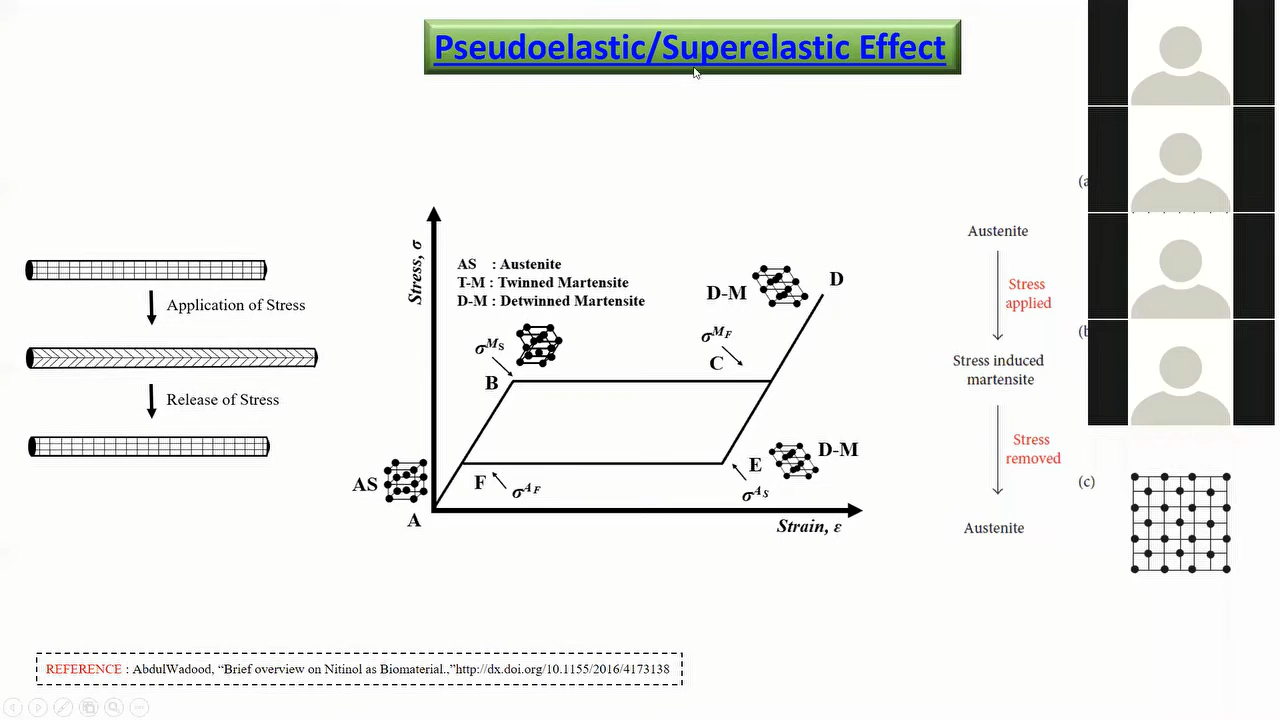 Pseudoelastic/Superelastic Effect
Application of Stress
Release of Stress
Stress, σ
AS : Austenite
T-M : Twinned Martensite
D-M : Detwinned Martensite
D-M
D
σMS
B
σMF
C
AS
A
F
σAF
E
D-M
σAS
Strain, ε
(a
Austenite
Stress
applied
(b
Stress induced
martensite
Stress
removed
(c)
Austenite
REFERENCE : AbdulWadood, “Brief overview on Nitinol as Biomaterial.,”http://dx.doi.org/10.1155/2016/4173138